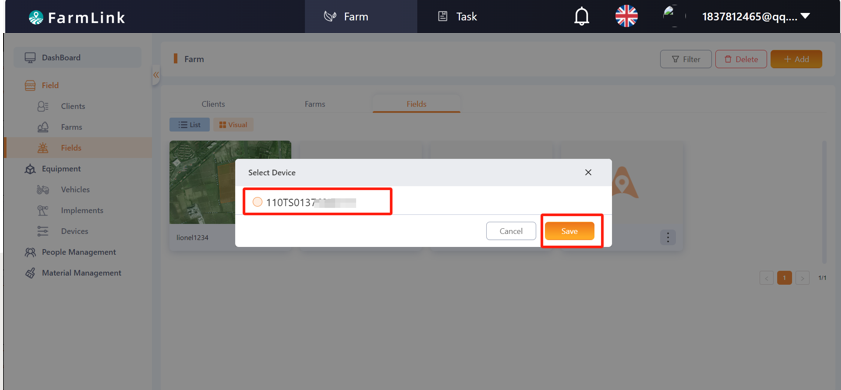 FarmLink
Farm
Task
1837812465@qq....
DashBoard
Field
Clients
Farms
Fields
Equipment
Vehicles
Implements
Devices
People Management
Material Management
Farm
Filter
Delete
+ Add
Clients
Farms
Fields
List
Visual
lionel1234
Select Device
110TS0137
Cancel
Save
1
1/1